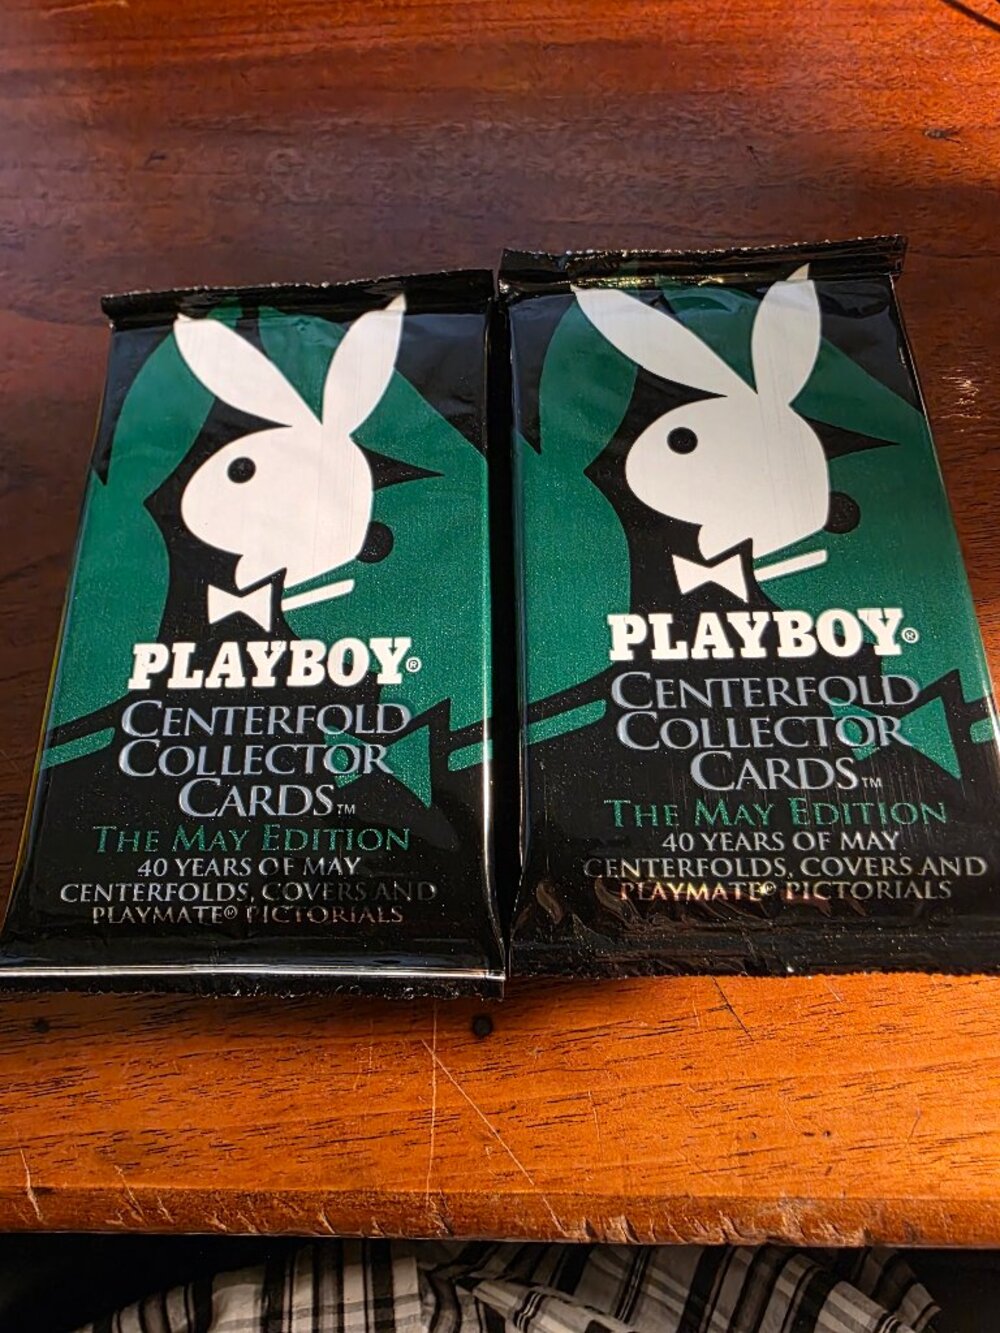 PLAYBOY®
CENTERFOLD
COLLECTOR
CARDS™
THE MAY EDITION
40 YEARS OF MAY
CENTERFOLDS, COVERS AND
PLAYMATE® PICTORIALS
PLAYBOY®
CENTERFOLD
COLLECTOR
CARDS™
THE MAY EDITION
40 YEARS OF MAY
CENTERFOLDS, COVERS AND
PLAYMATE® PICTORIALS